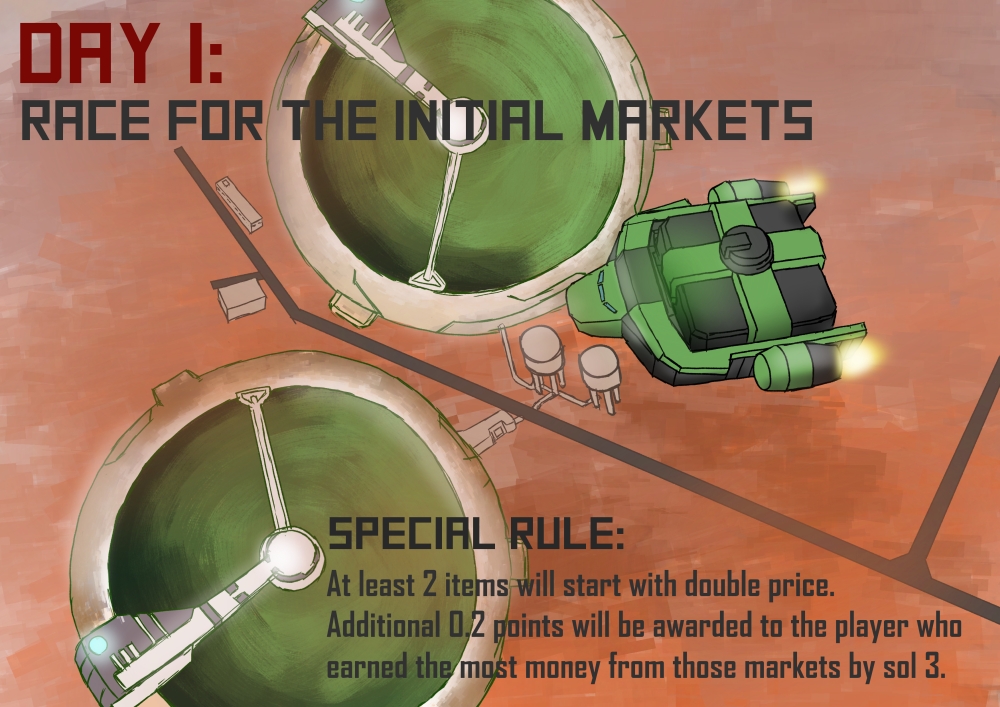 DAY 1:
RACE FOR THE INITIAL MARKETS
SPECIAL RULE:
At least 2 items will start with double price.
Additional 0.2 points will be awarded to the player who
earned the most money from those markets by sol 3.